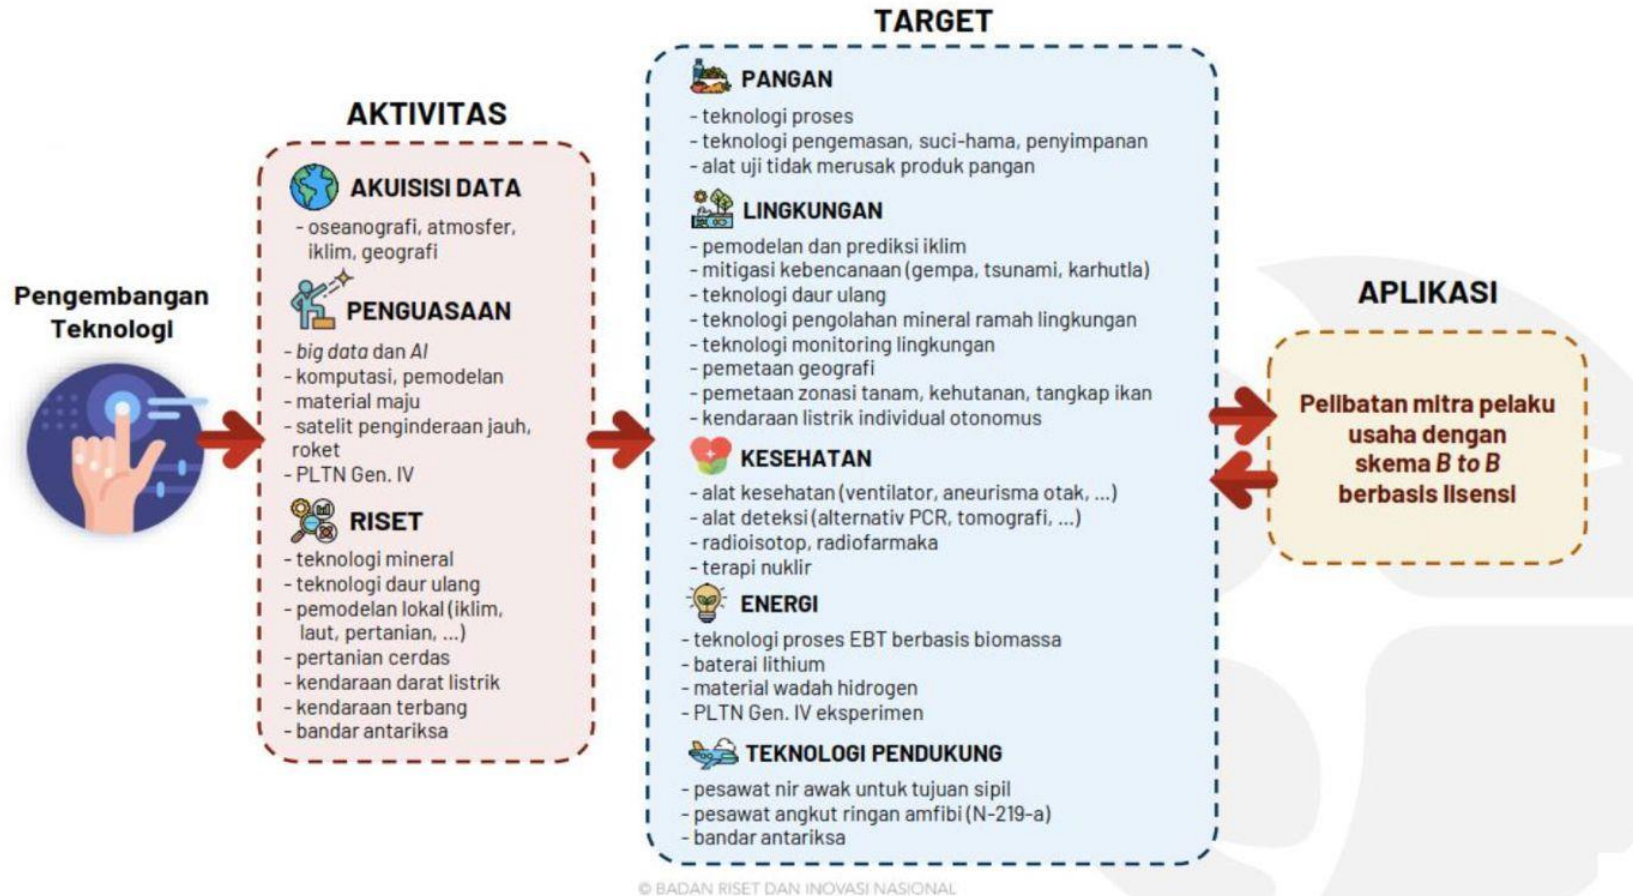 Pengembangan
Teknologi
AKTIVITAS
AKUISISI DATA
- oseanografi, atmosfer,
iklim, geografi
PENGUASAAN
- big data dan AI
- komputasi, pemodelan
- material maju
- satelit penginderaan jauh,
roket
- PLTN Gen. IV
RISET
- teknologi mineral
- teknologi daur ulang
- pemodelan lokal (iklim,
laut, pertanian, ...)
- pertanian cerdas
- kendaraan darat listrik
- kendaraan terbang
- bandar antariksa
TARGET
PANGAN
- teknologi proses
- teknologi pengemasan, suci-hama, penyimpanan
- alat uji tidak merusak produk pangan
LINGKUNGAN
- pemodelan dan prediksi iklim
- mitigasi kebencanaan (gempa, tsunami, karhutla)
- teknologi daur ulang
- teknologi pengolahan mineral ramah lingkungan
- teknologi monitoring lingkungan
- pemetaan geografi
- pemetaan zonasi tanam, kehutanan, tangkap ikan
- kendaraan listrik individual otonomus
KESEHATAN
- alat kesehatan (ventilator, aneurisma otak, ...)
- alat deteksi (alternativ PCR, tomografi, ...)
- radioisotop, radiofarmaka
- terapi nuklir
ENERGI
- teknologi proses EBT berbasis biomassa
- baterai lithium
- material wadah hidrogen
- PLTN Gen. IV eksperimen
TEKNOLOGI PENDUKUNG
- pesawat nir awak untuk tujuan sipil
- pesawat angkut ringan amfibi (N-219-a)
- bandar antariksa
APLIKASI
Pelibatan mitra pelaku
usaha dengan
skema B to B
berbasis lisensi
© BADAN RISET DAN INOVASI NASIONAL